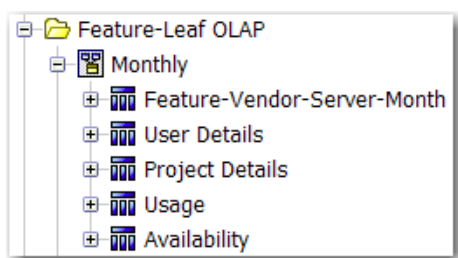 Feature-Leaf OLAP
Monthly
Feature-Vendor-Server-Month
User Details
Project Details
Usage
Availability